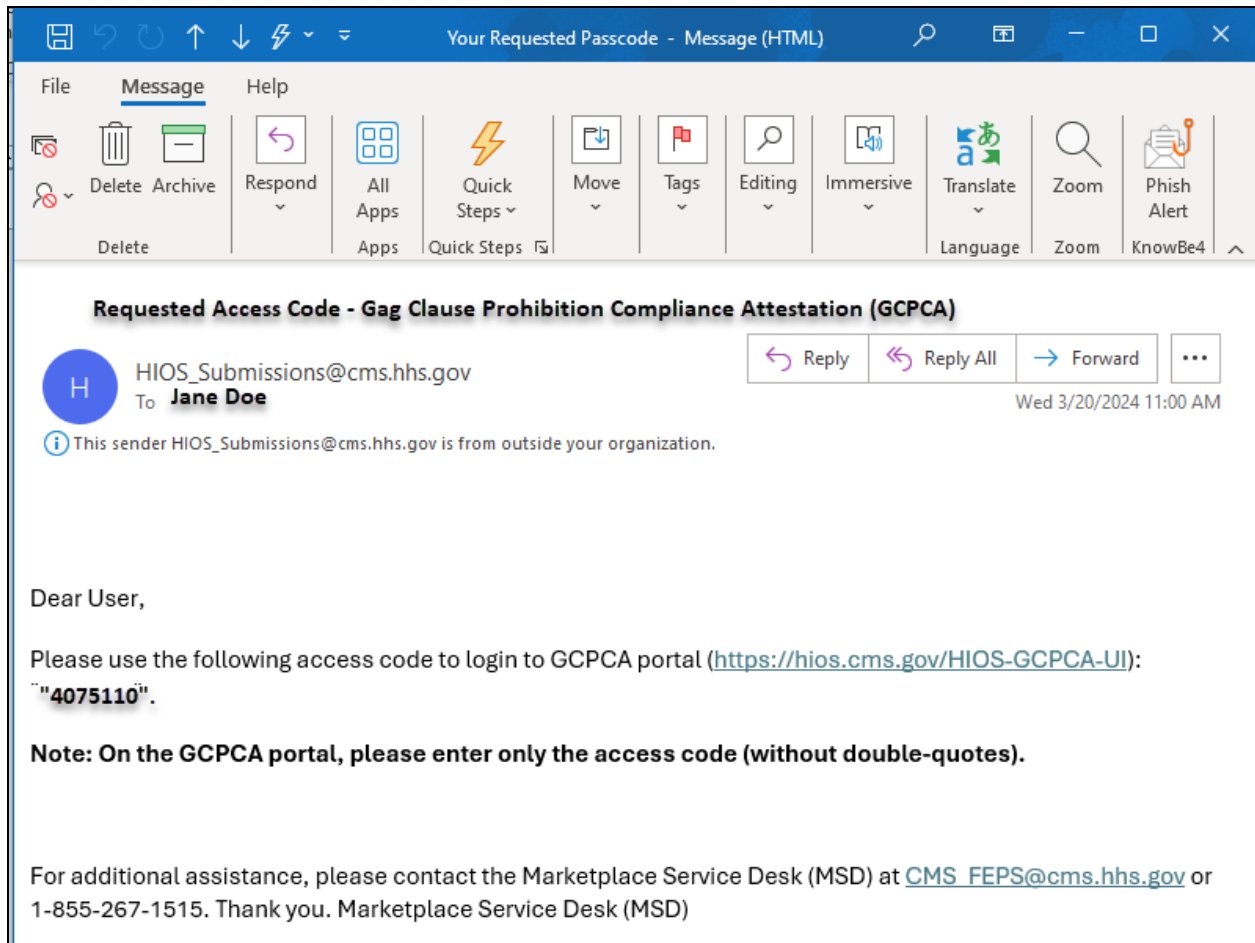 Your Requested Passcode - Message (HTML)
File Message Help
Delete Archive Respond All Apps Quick Steps Move Tags Editing Immersive Translate Zoom Phish Alert
Delete Apps Quick Steps Language Zoom KnowBe4
Requested Access Code - Gag Clause Prohibition Compliance Attestation (GCPCA)
H
HIOS_Submissions@cms.hhs.gov
Reply Reply All Forward
To Jane Doe
Wed 3/20/2024 11:00 AM
This sender HIOS_Submissions@cms.hhs.gov is from outside your organization.
Dear User,
Please use the following access code to login to GCPCA portal (https://hios.cms.gov/HIOS-GCPCA-UI):
"4075110".
Note: On the GCPCA portal, please enter only the access code (without double-quotes).
For additional assistance, please contact the Marketplace Service Desk (MSD) at CMS_FEPS@cms.hhs.gov or
1-855-267-1515. Thank you. Marketplace Service Desk (MSD)